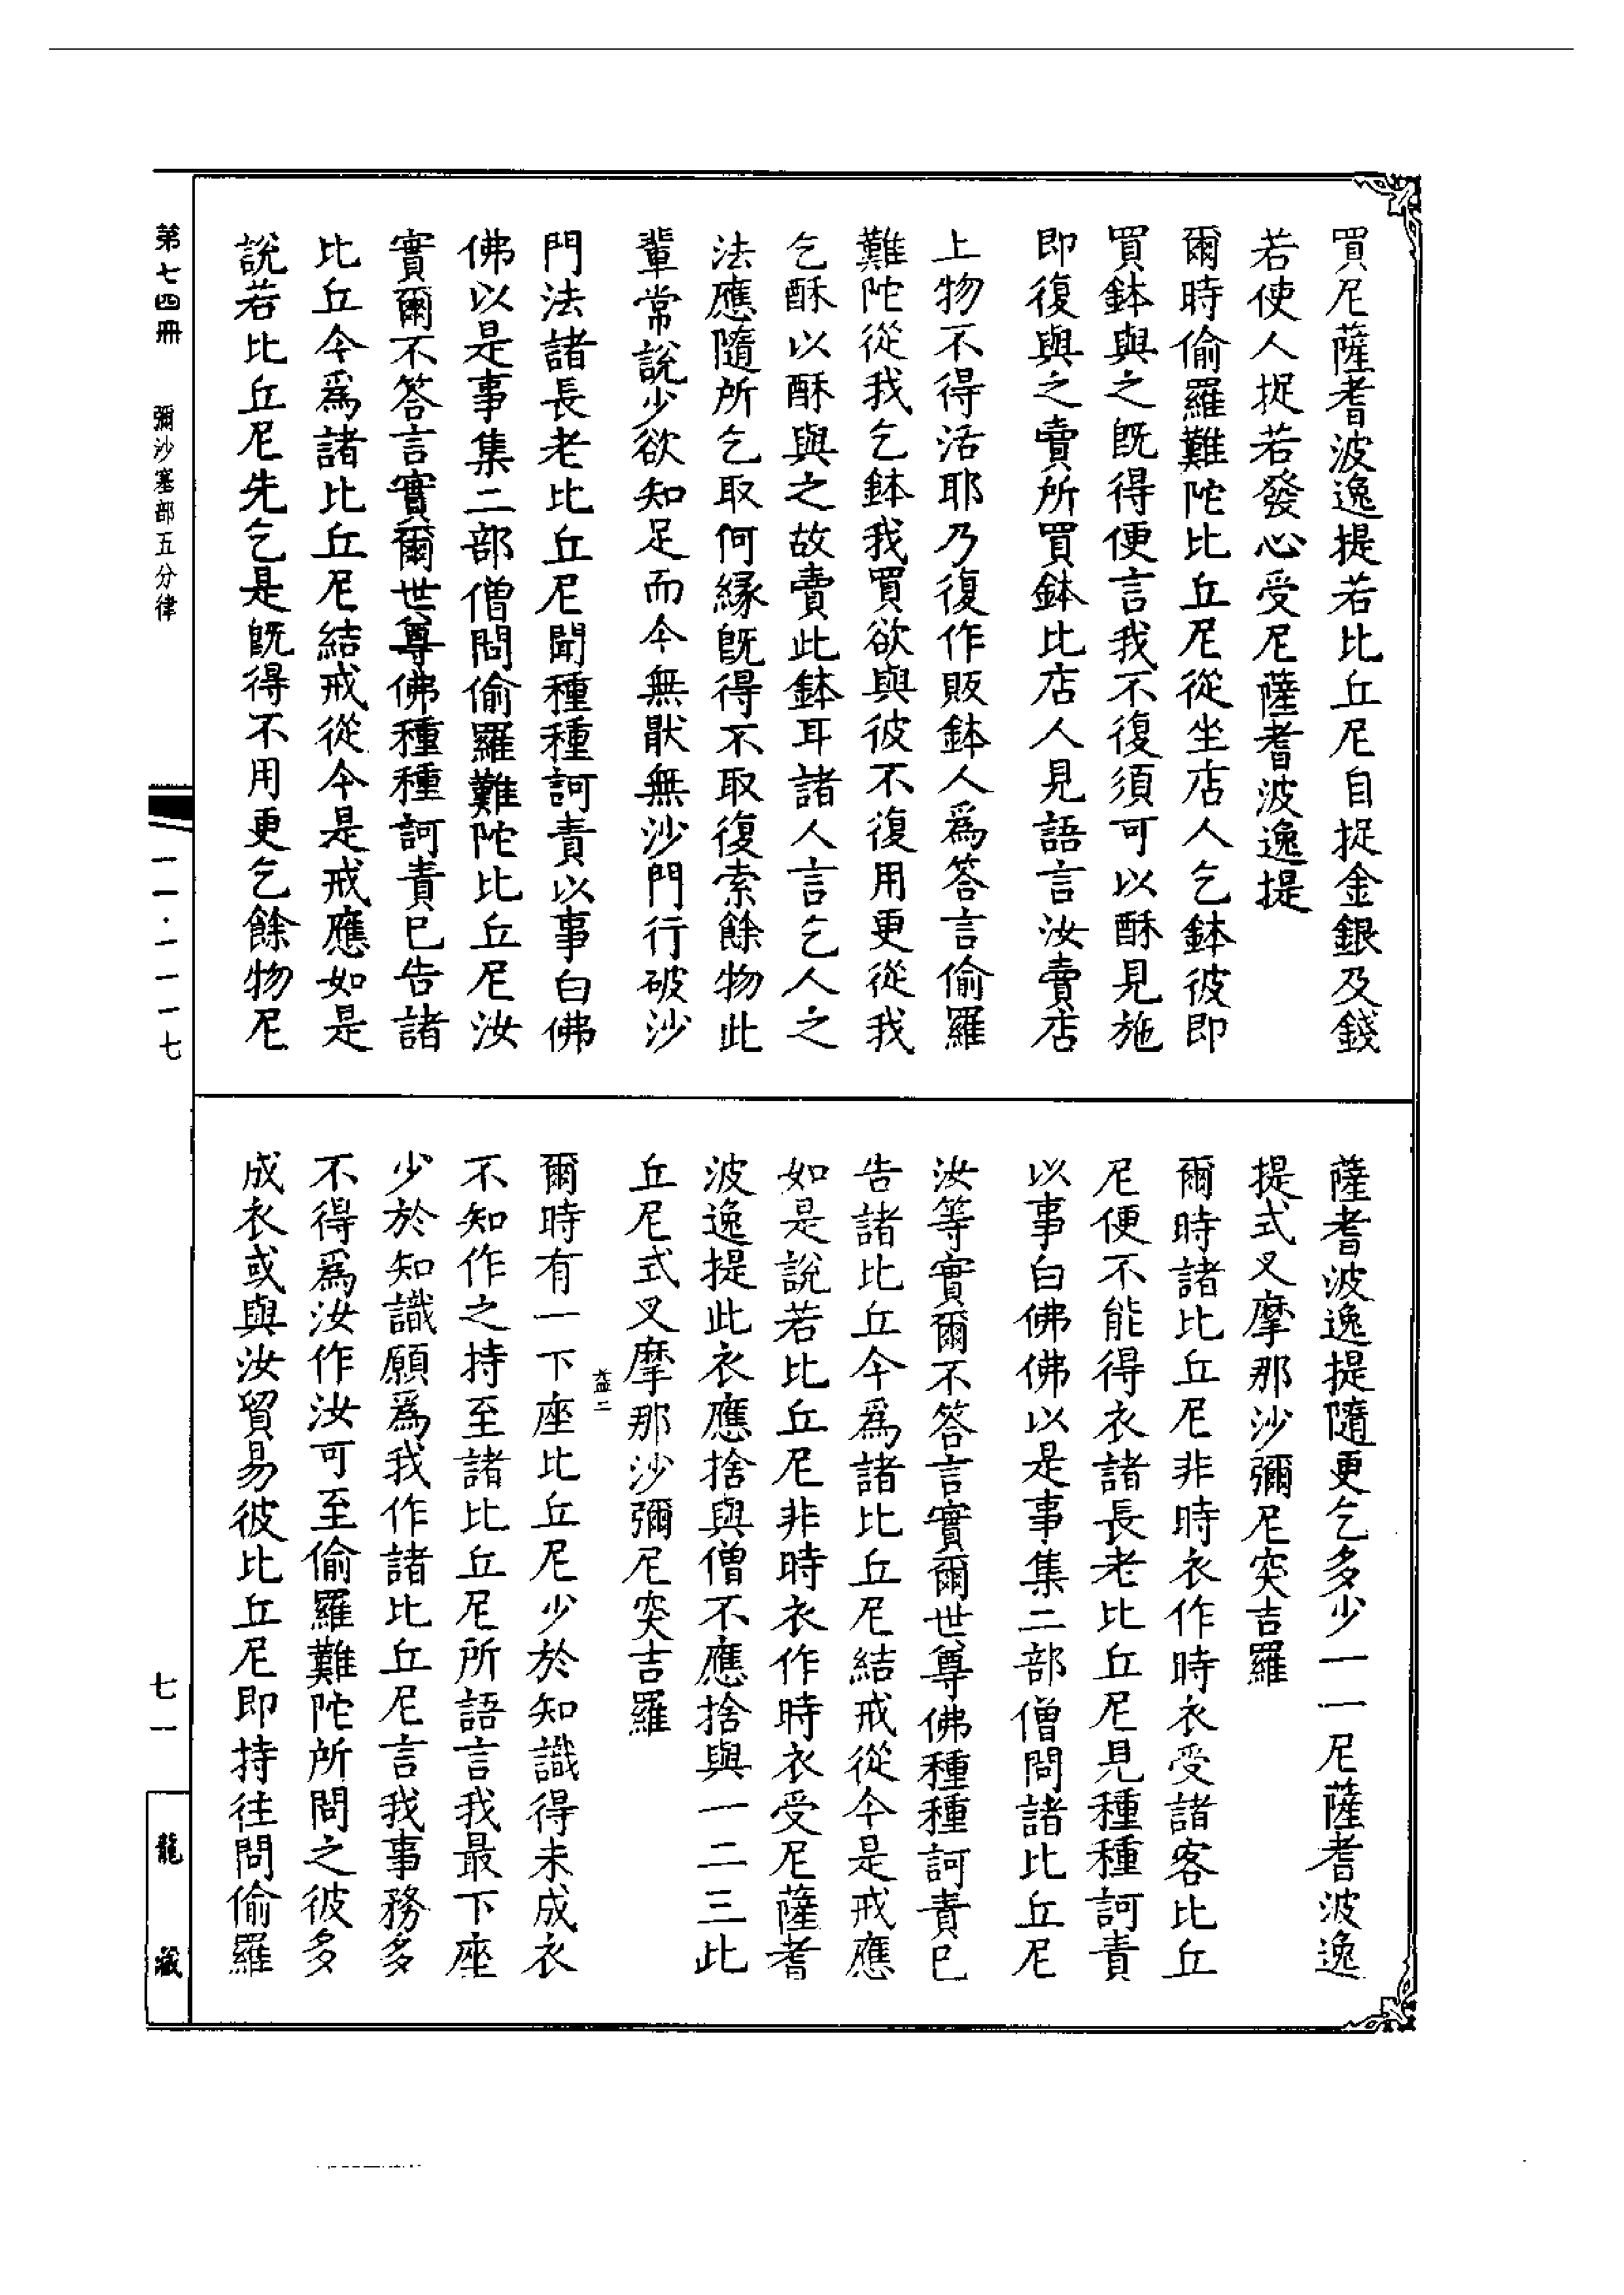 買尼薩耆波逸提若比丘尼自捉金銀及錢
若使人捉若發心受尼薩耆波逸提
爾時偷羅難陀比丘尼從坐店人乞鉢彼即
買鉢與之旣得便言我不復須可以酥見施
即復與之賣所買鉢比店人見語言汝賣店
上物不得活耶乃復作販鉢人爲答言偷羅
難陀從我乞鉢我買欲與彼不復用更從我
乞酥以酥與之故賣此鉢耳諸人言乞人之
法應隨所乞取何緣旣得不取復索餘物此
輩常說少欲知足而今無猒無沙門行破沙
門法諸長老比丘尼聞種種訶責以事白佛
佛以是事集二部僧問偷羅難陀比丘尼汝
實爾不答言實爾世尊佛種種訶責已告諸
比丘今爲諸比丘尼結戒從今是戒應如是
說若比丘尼先乞是旣得不用更乞餘物尼
薩耆波逸提隨更乞多少一一尼薩耆波逸
提式叉摩那沙彌尼突吉羅
爾時諸比丘尼非時衣作時衣受諸客比丘
尼便不能得衣諸長老比丘尼見種種訶責
以事白佛佛以是事集二部僧問諸比丘尼
汝等實爾不答言實爾世尊佛種種訶責已
告諸比丘今爲諸比丘尼結戒從今是戒應
如是說若比丘尼非時衣作時衣受尼薩耆
波逸提此衣應捨與僧不應捨與一二三比
丘尼式叉摩那沙彌尼突吉羅
爾時有一下座比丘尼少於知識得未成衣
不知作之持至諸比丘尼所語言我最下座
少於知識願爲我作諸比丘尼言我事務多
不得爲汝作汝可至偷羅難陀所問之彼多
成衣或與汝貿易彼比丘尼即持往問偷羅
第七四冊 彌沙塞部五分律
一一·一一一七
七一
龍藏